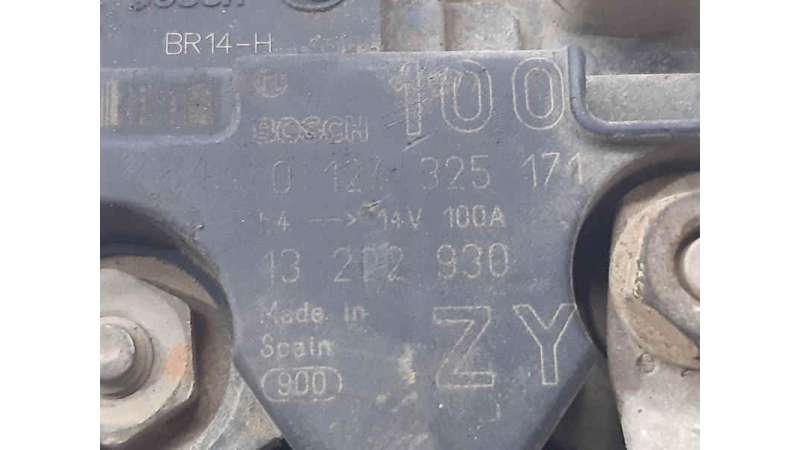 BR14-H
100
BOSCH
0 124 325 171
14V 100A
13 222 930
Made in
Spain
ZY
900